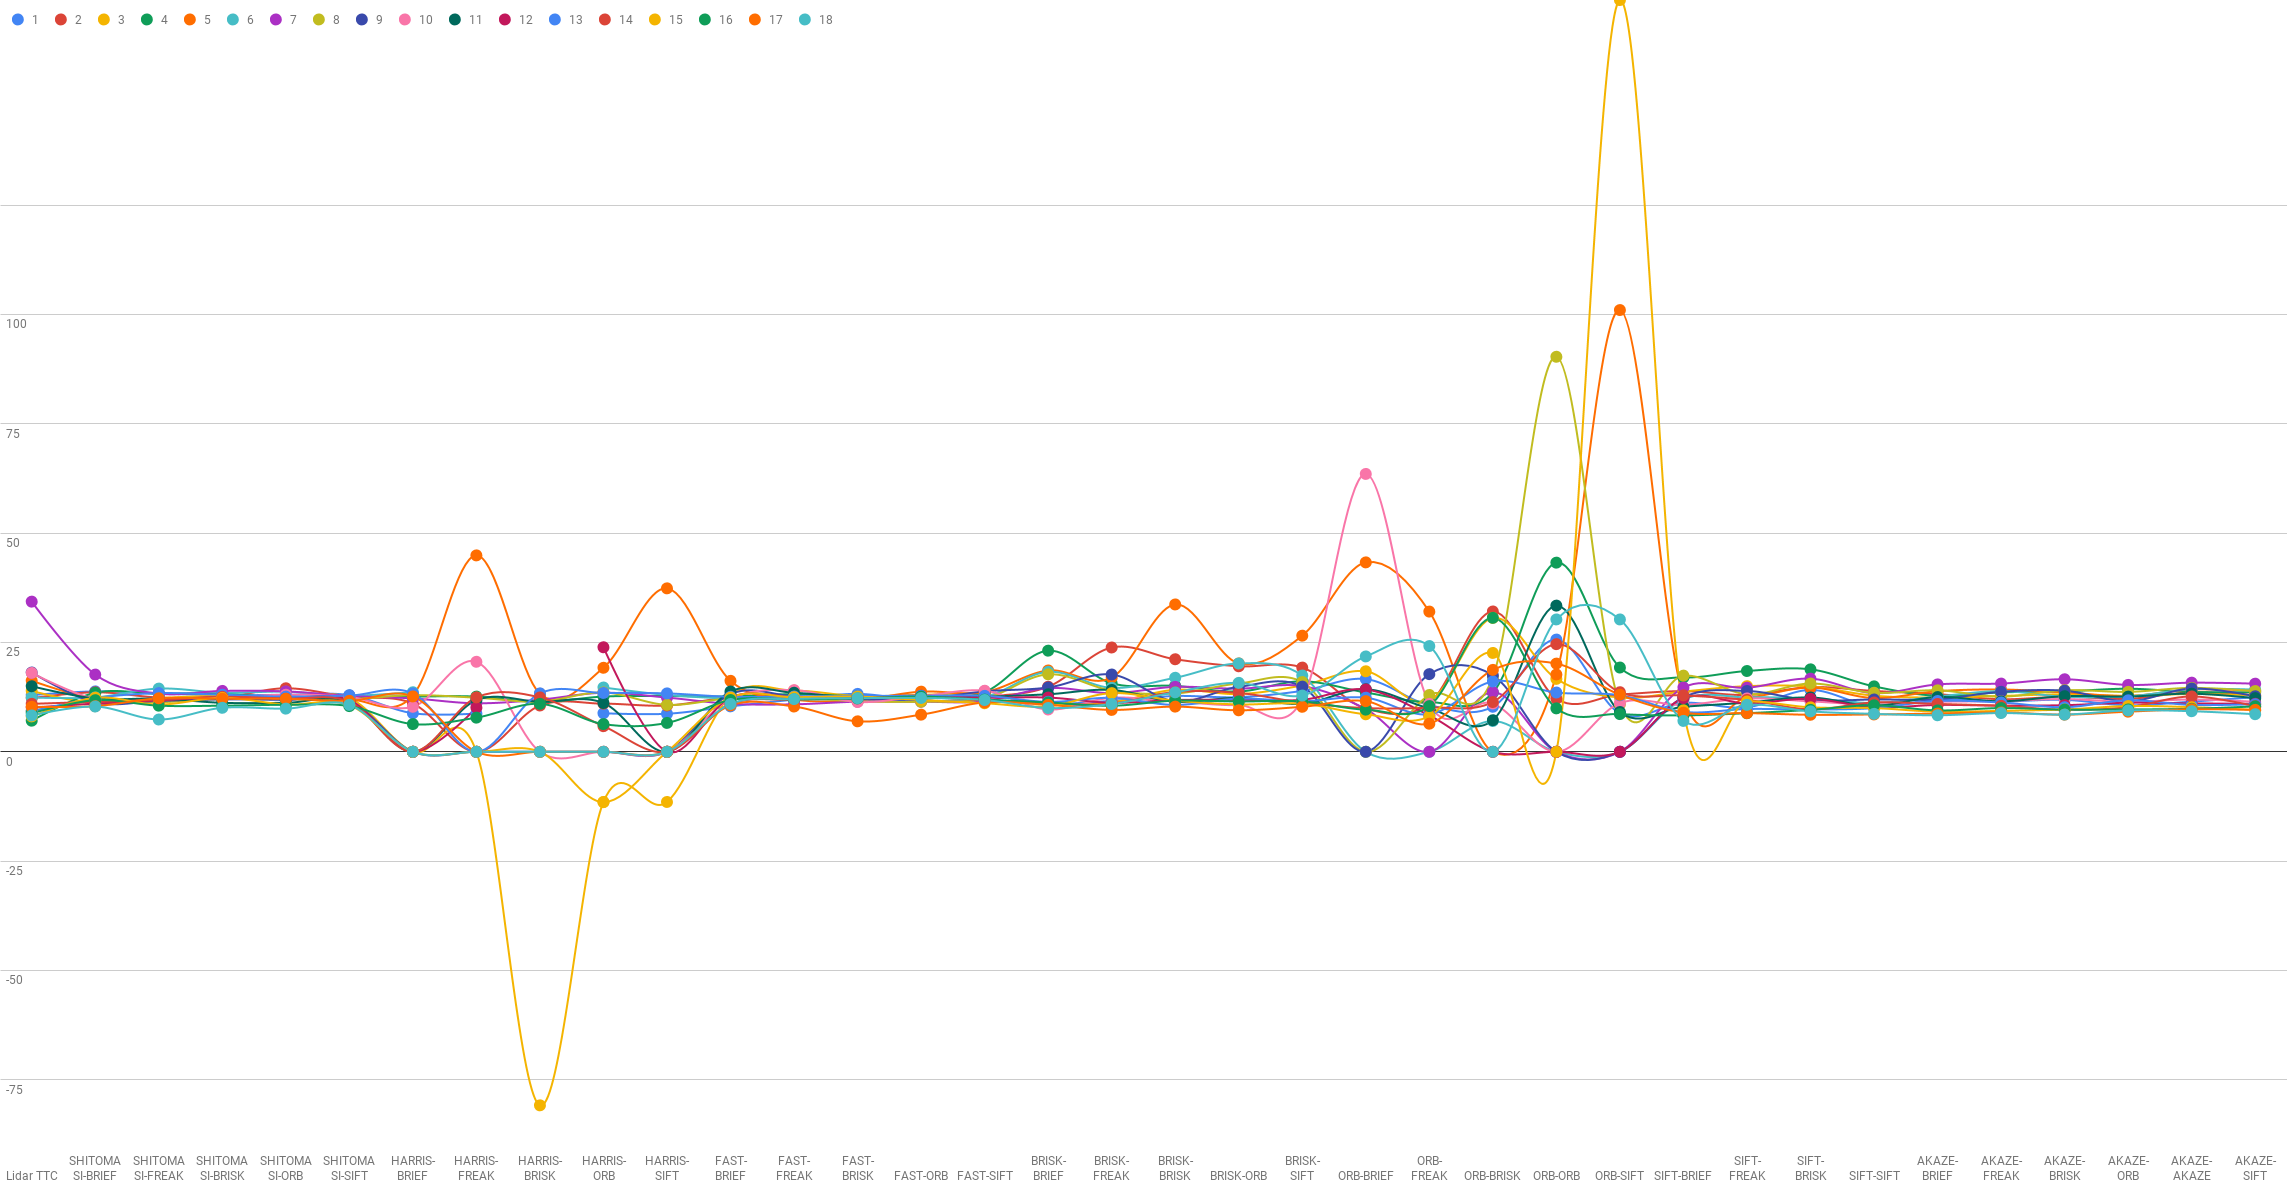 1 2 3 4 5 6 7 8 9 10 11 12 13 14 15 16 17 18
100
75
50
25
0
-25
-50
-75
Lidar TTC
SHITOMA
SI-BRIEF
SHITOMA
SI-FREAK
SHITOMA
SI-BRISK
SHITOMA
SI-ORB
SHITOMA
SI-SIFT
HARRIS-
BRIEF
HARRIS-
FREAK
HARRIS-
BRISK
HARRIS-
ORB
HARRIS-
SIFT
FAST-
BRIEF
FAST-
FREAK
FAST-
BRISK
FAST-ORB
FAST-SIFT
BRISK-
BRIEF
BRISK-
FREAK
BRISK-
BRISK
BRISK-ORB
BRISK-
SIFT
ORB-BRIEF
ORB-
FREAK
ORB-BRISK
ORB-ORB
ORB-SIFT
SIFT-BRIEF
SIFT-
FREAK
SIFT-
BRISK
SIFT-SIFT
AKAZE-
BRIEF
AKAZE-
FREAK
AKAZE-
BRISK
AKAZE-
ORB
AKAZE-
AKAZE
AKAZE-
SIFT